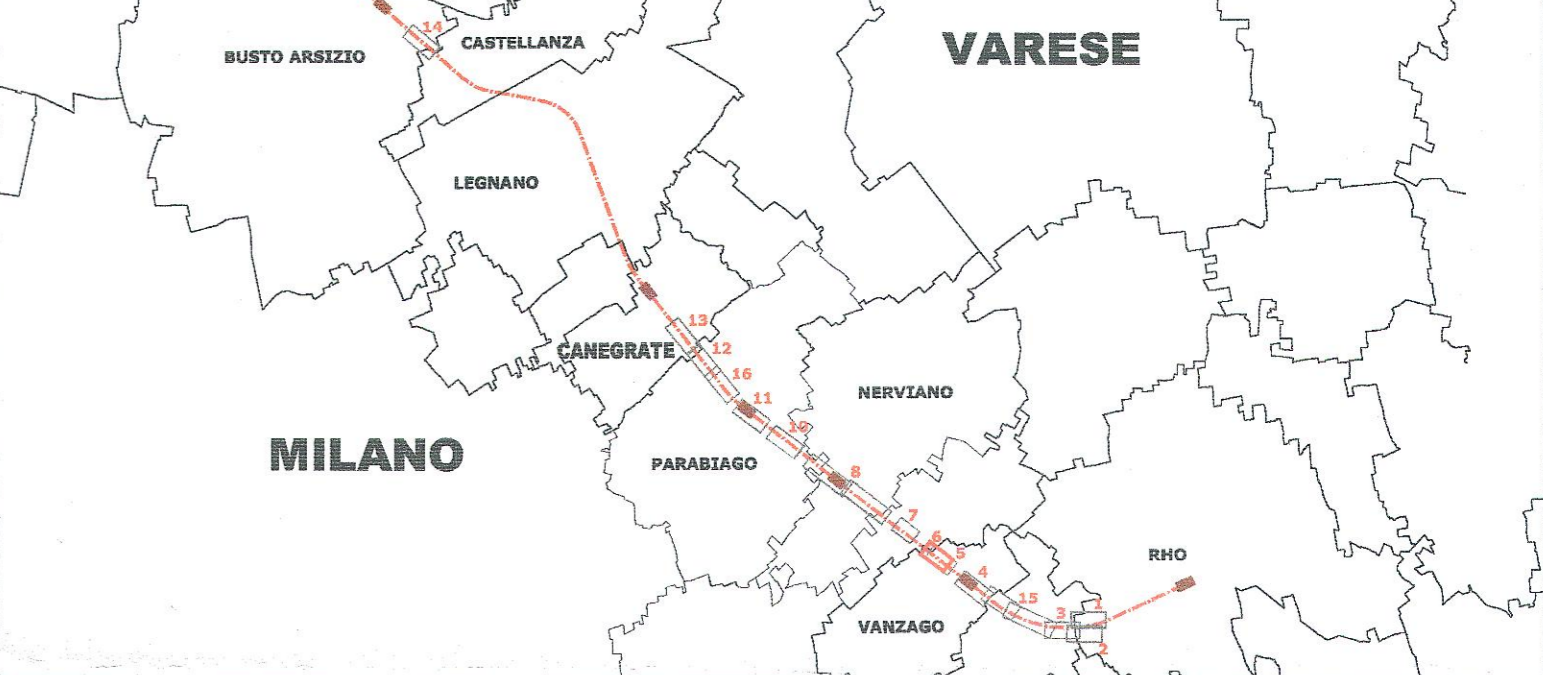 14
CASTELLANZA
BUSTO ARSIZIO
VARESE
LEGNANO
13
CANEGRATE
12
16
11
NERVIANO
10
MILANO
PARABIAGO
8
7
6
5
RHO
4
15
1
3
VANZAGO
2